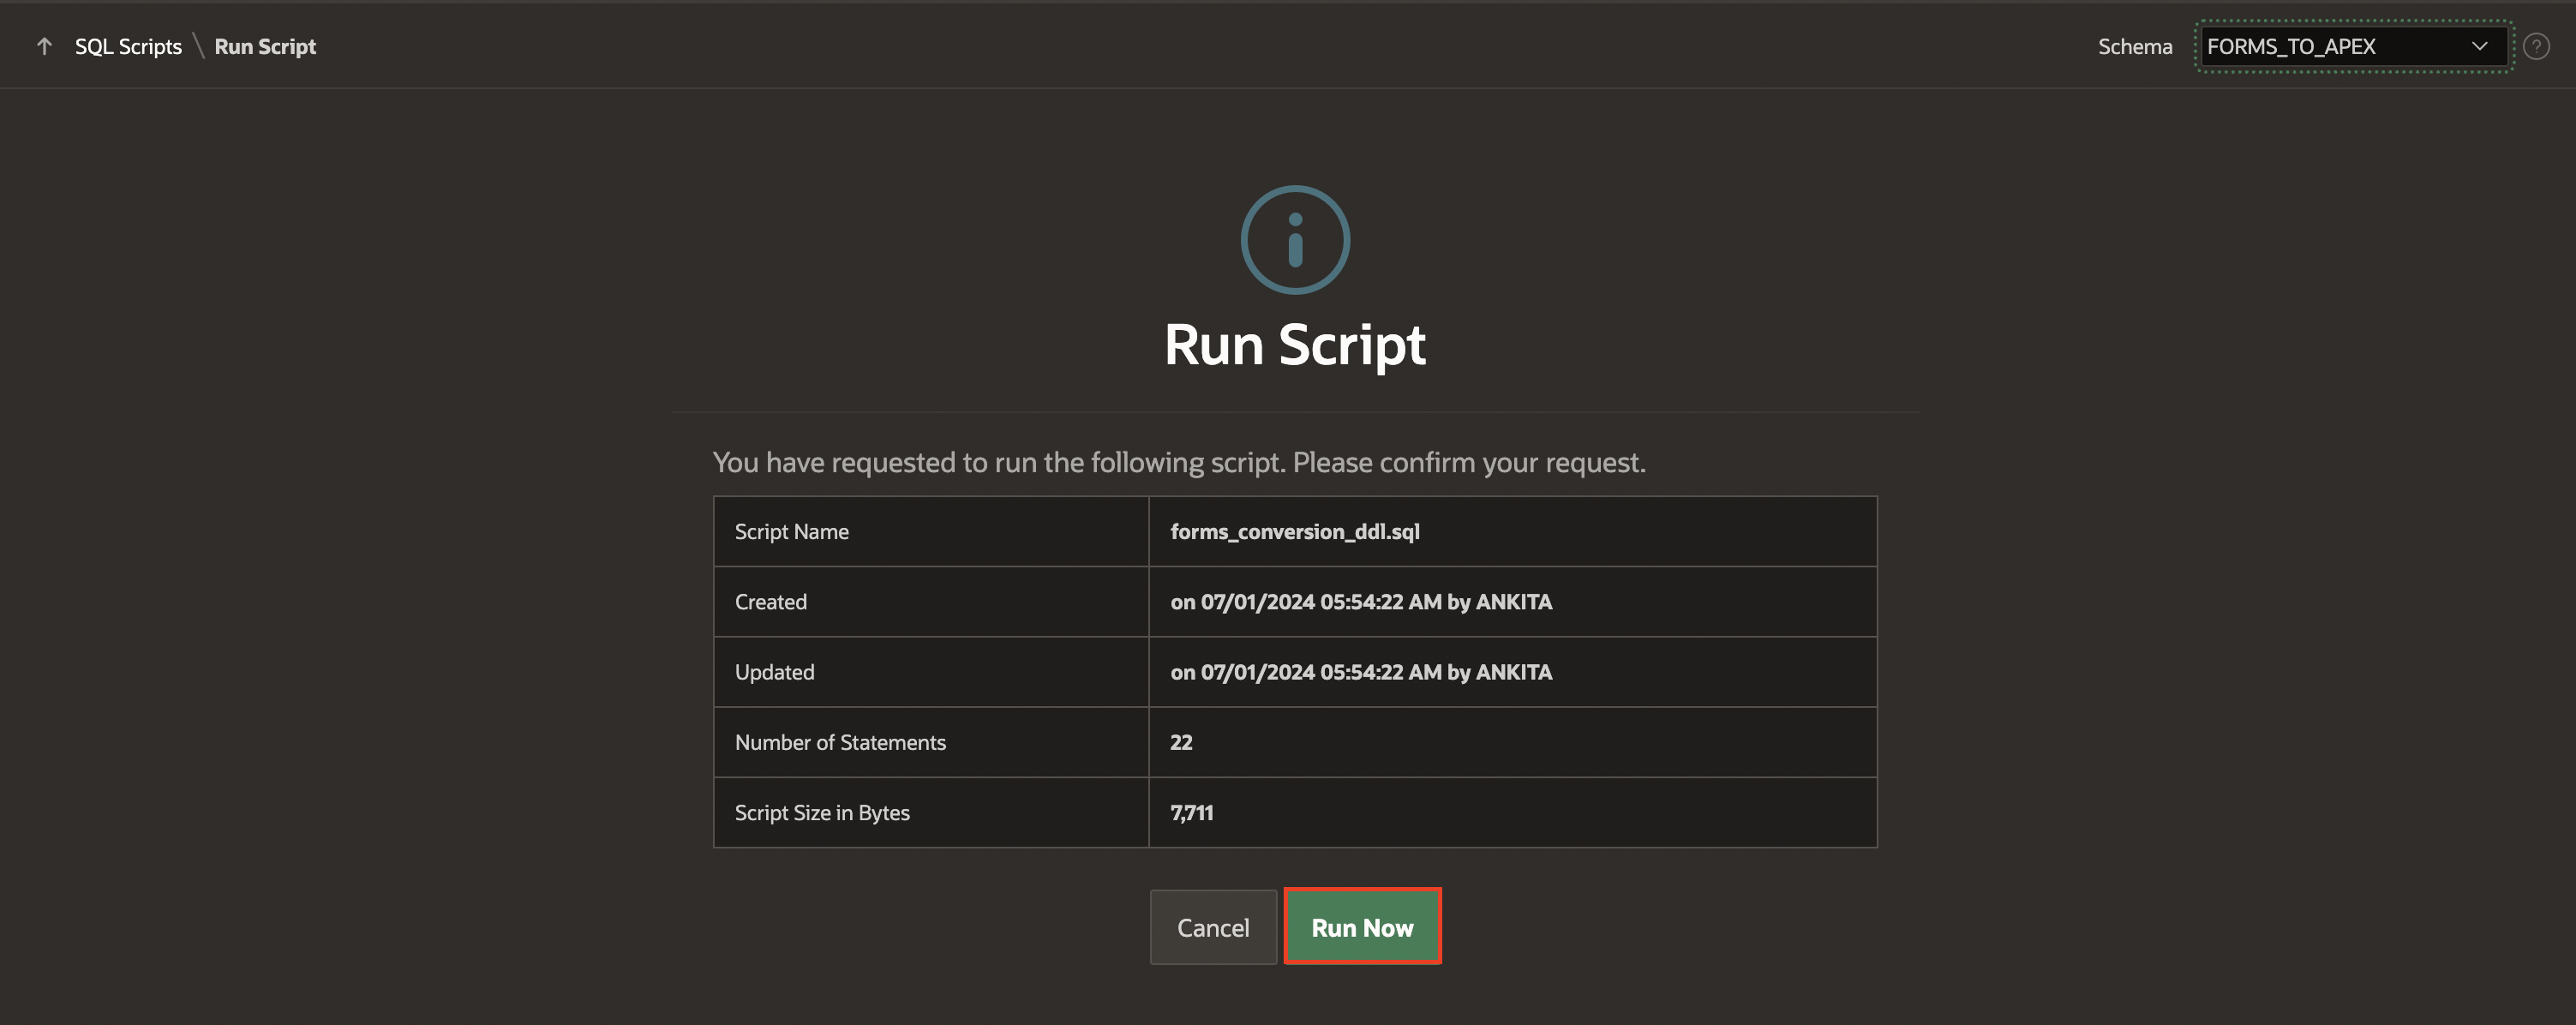 SQL Scripts \ Run Script
Schema FORMS_TO_APEX ?
Run Script
You have requested to run the following script. Please confirm your request.
Script Name forms_conversion_ddl.sql
Created on 07/01/2024 05:54:22 AM by ANKITA
Updated on 07/01/2024 05:54:22 AM by ANKITA
Number of Statements 22
Script Size in Bytes 7,711
Cancel Run Now